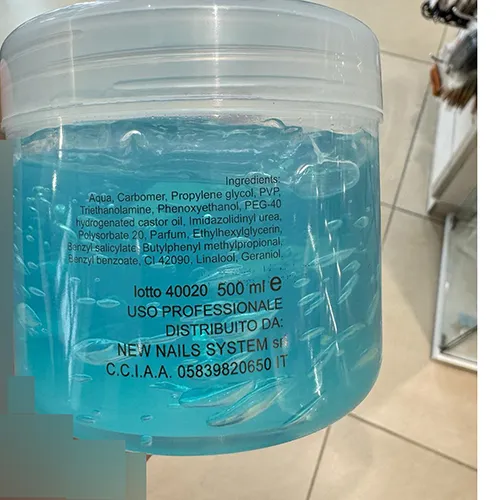 Ingredients:
Aqua, Carbomer, Propylene glycol, PVP,
Triethanolamine, Phenoxyethanol, PEG-40
hydrogenated castor oil, Imidazolidinyl urea,
Polysorbate 20, Parfum, Ethylhexylglycerin,
Benzyl salicylate, Butylphenyl methylpropional,
Benzyl benzoate, CI 42090, Linalool, Geraniol.
lotto 40020 500 ml e
USO PROFESSIONALE
DISTRIBUITO DA:
NEW NAILS SYSTEM srl
C.C.I.A.A. 05839820650 IT